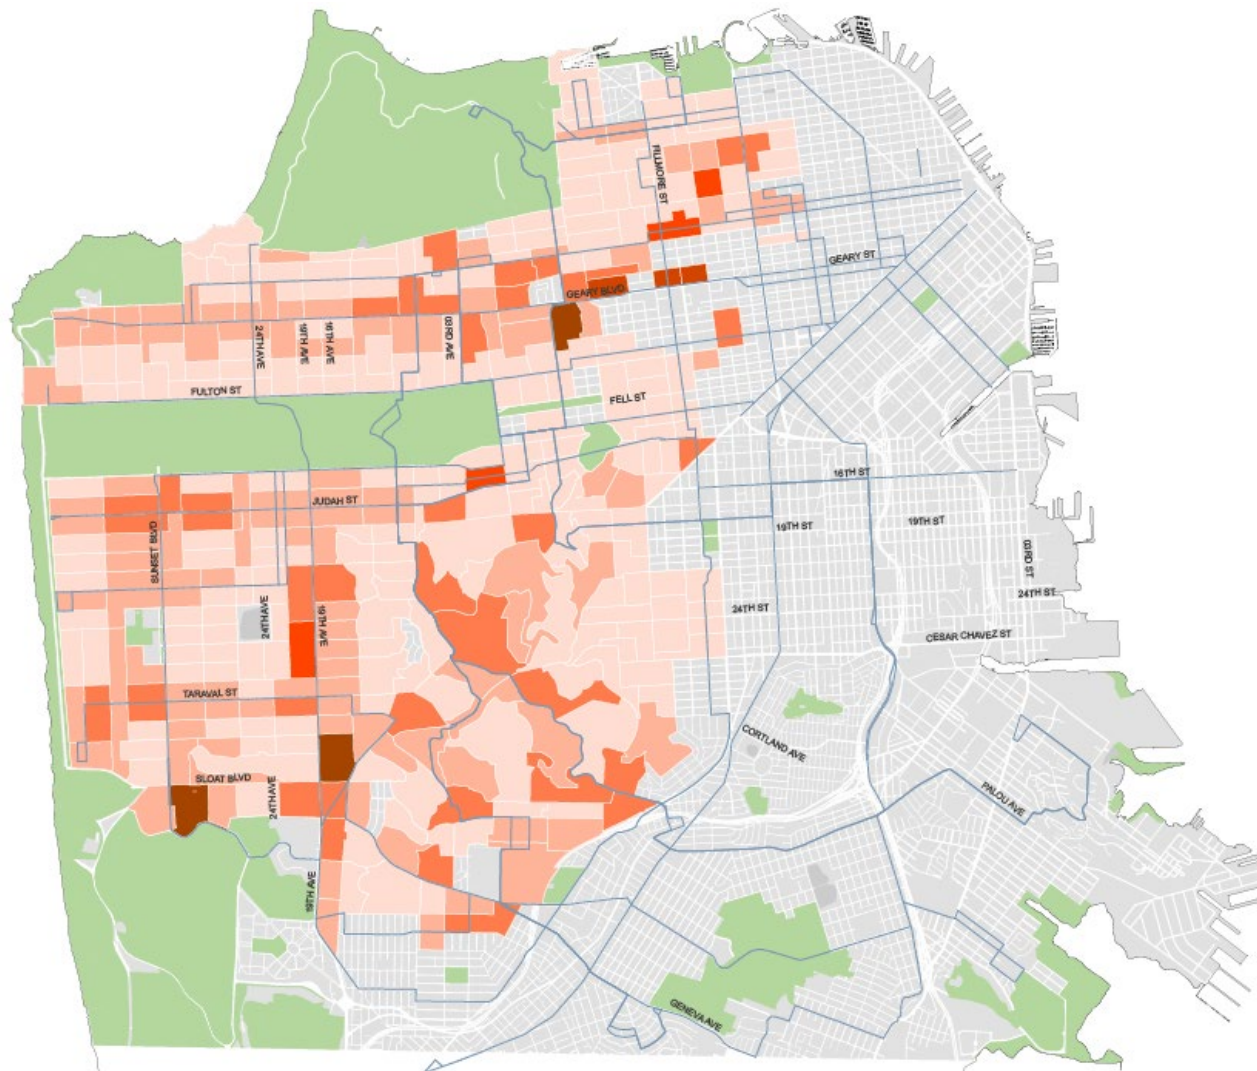 FILLMORE ST
GEARY ST
GEARY BLVD
24TH AVE
19TH AVE
16TH AVE
03RD AVE
FULTON ST
FELL ST
JUDAH ST
16TH ST
19TH ST
19TH ST
SUNSET BLVD
03RD ST
24TH ST
24TH ST
24TH AVE
19TH AVE
CESAR CHAVEZ ST
TARAVAL ST
CORTLAND AVE
SLOAT BLVD
24TH AVE
PALOU AVE
19TH AVE
GENEVA AVE